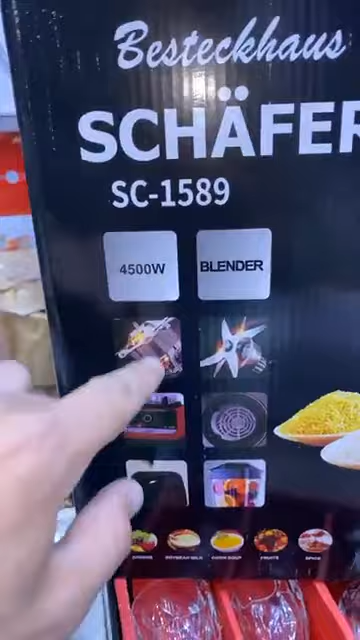 Besteckhaus
SCHÄFER
SC-1589
4500W
BLENDER
SOYBEAN MILK
CORN SOUP
FRUITS
SPICE